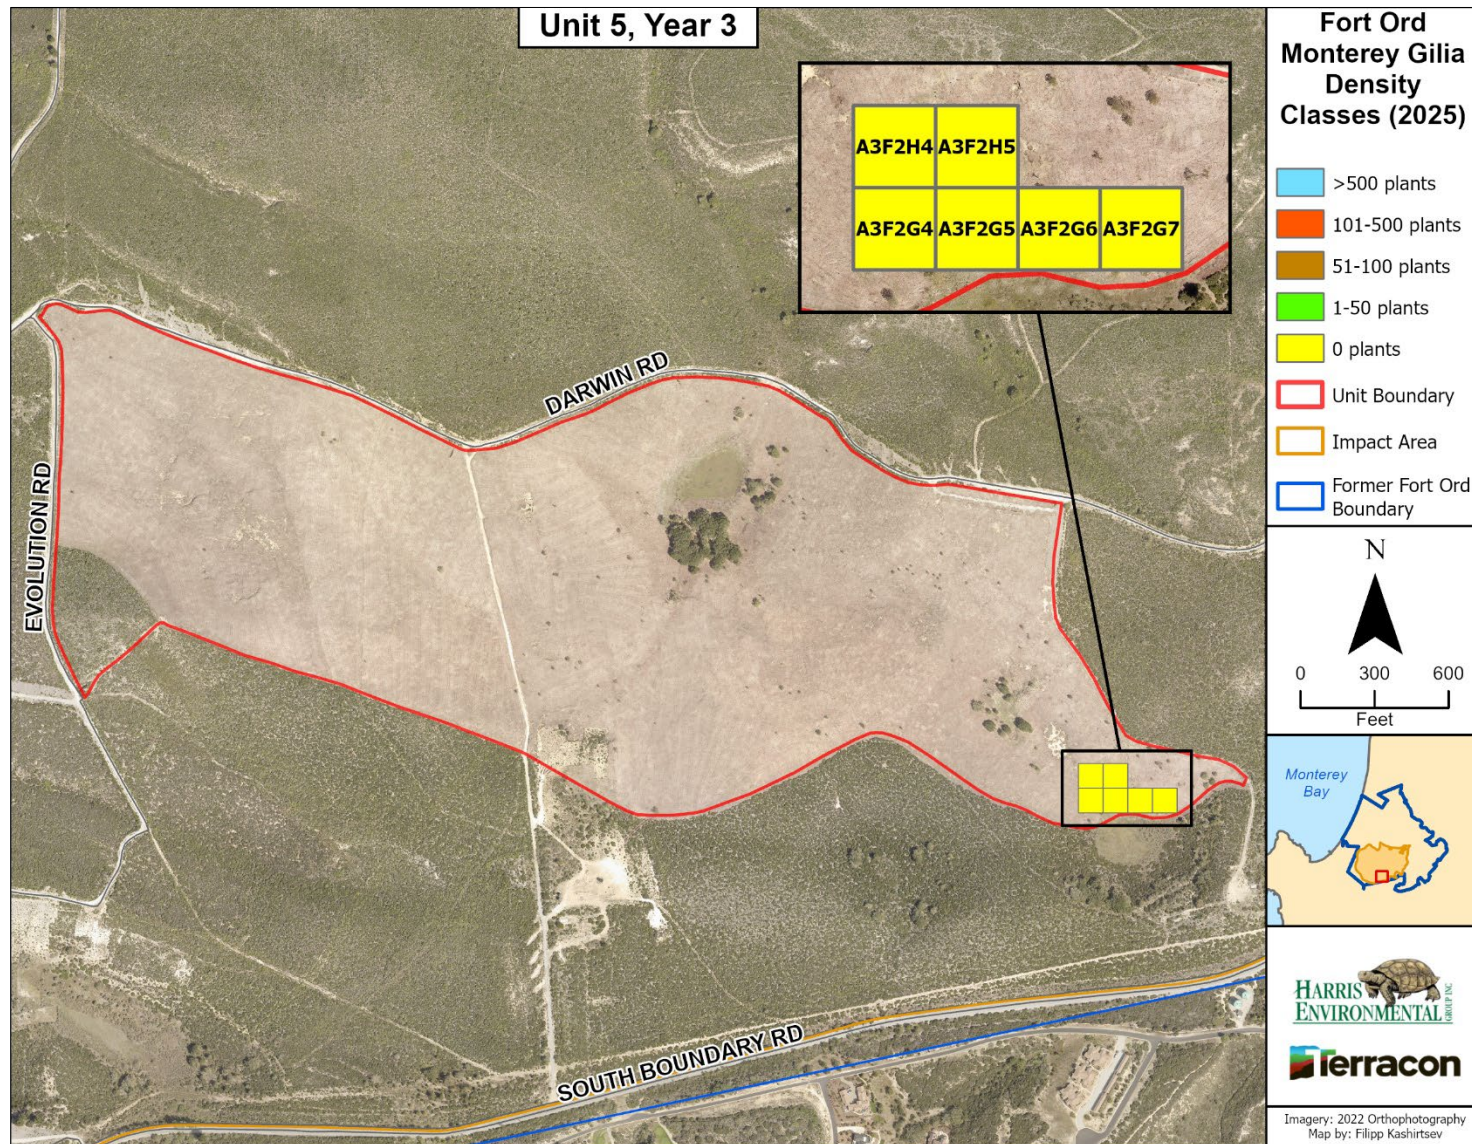 Unit 5, Year 3
A3F2H4 A3F2H5
A3F2G4 A3F2G5 A3F2G6 A3F2G7
DARWIN RD
EVOLUTION RD
SOUTH BOUNDARY RD
Fort Ord
Monterey Gilia
Density
Classes (2025)
>500 plants
101-500 plants
51-100 plants
1-50 plants
0 plants
Unit Boundary
Impact Area
Former Fort Ord
Boundary
N
0 300 600
Feet
Monterey
Bay
HARRIS
ENVIRONMENTAL
GROUP INC
Terracon
Imagery: 2022 Orthophotography
Map by: Filipp Kashirtsev